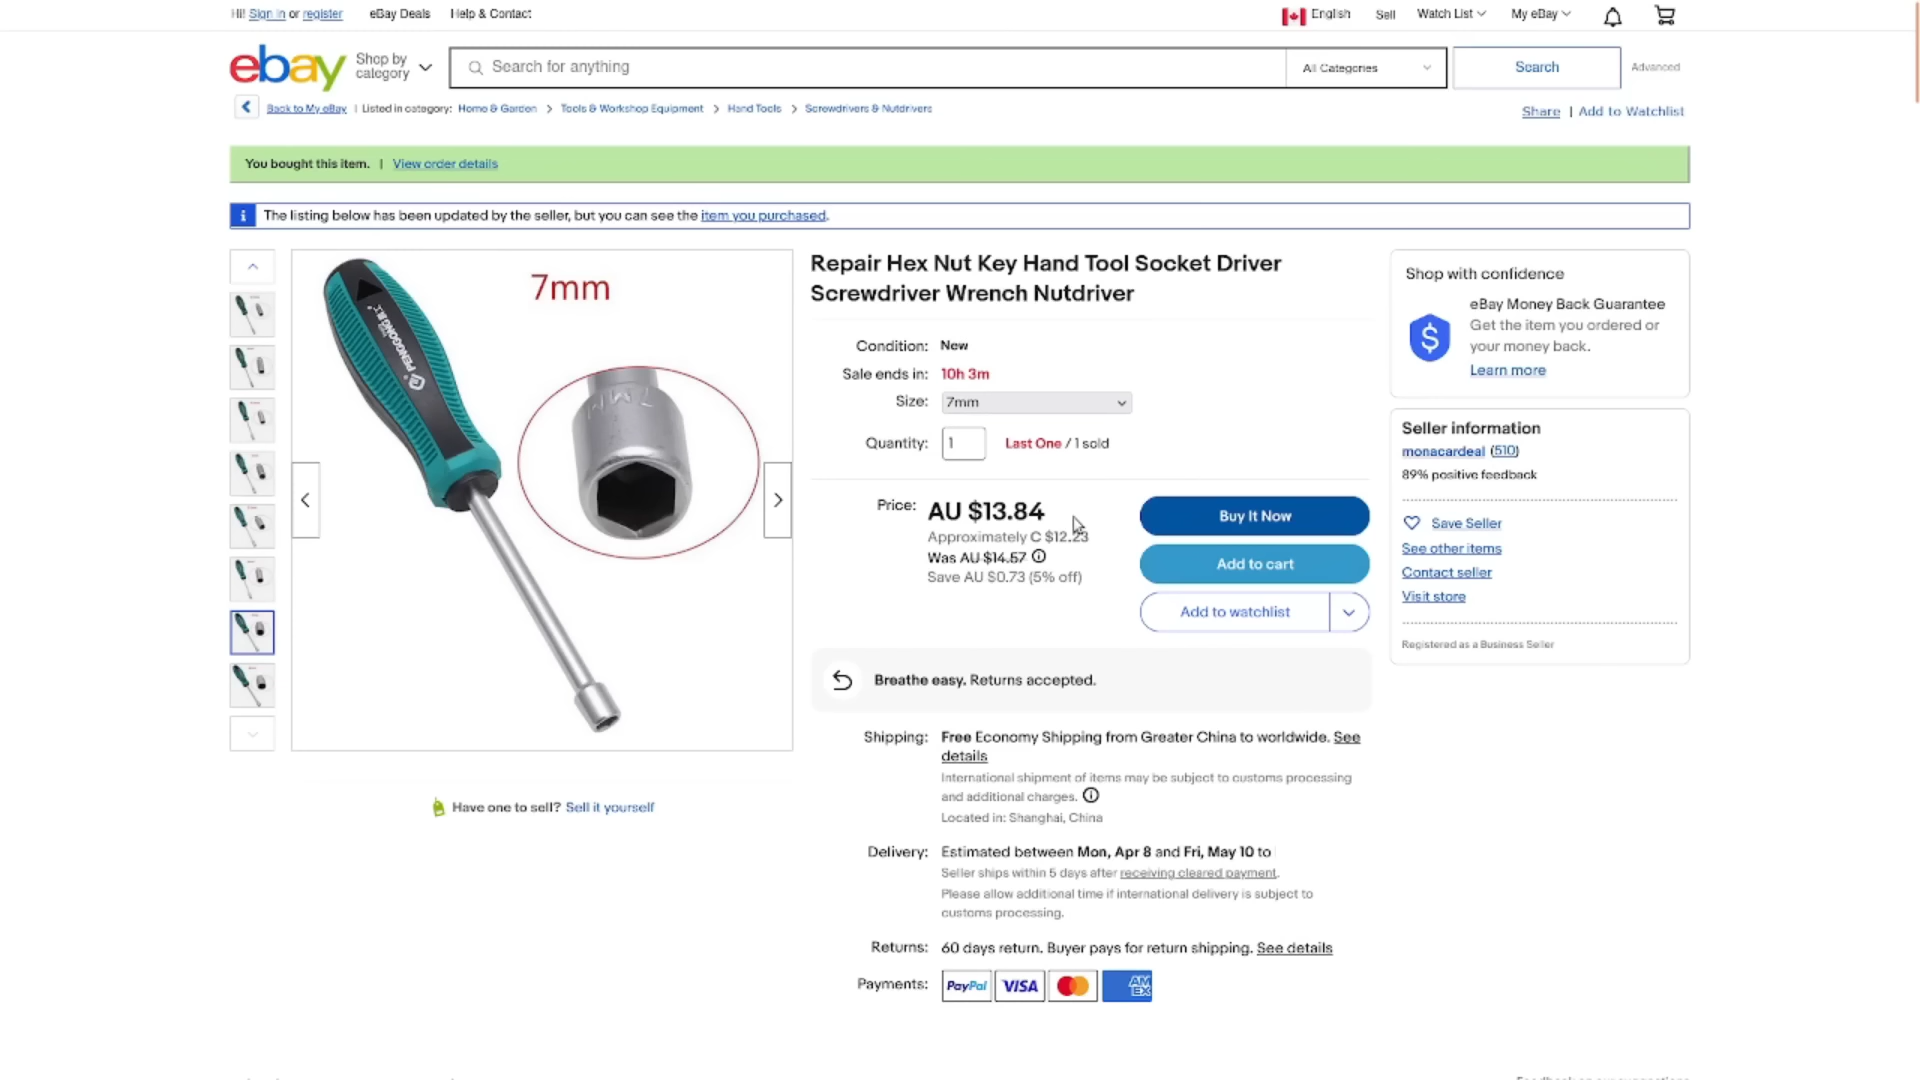 Hi! Sign in or register eBay Deals Help & Contact English Sell Watch List My eBay
ebay Shop by category Search for anything All Categories Search Advanced
Back to My eBay | Listed in category: Home & Garden > Tools & Workshop Equipment > Hand Tools > Screwdrivers & Nutdrivers
Share | Add to Watchlist
You bought this item. | View order details
i The listing below has been updated by the seller, but you can see the item you purchased.
7mm
PENGGONG
7MM
Have one to sell? Sell it yourself
Repair Hex Nut Key Hand Tool Socket Driver
Screwdriver Wrench Nutdriver
Condition: New
Sale ends in: 10h 3m
Size: 7mm
Quantity: 1 Last One / 1 sold
Price: AU $13.84
Approximately C $12.23
Was AU $14.57
Save AU $0.73 (5% off)
Buy It Now
Add to cart
Add to watchlist
Breathe easy. Returns accepted.
Shipping: Free Economy Shipping from Greater China to worldwide. See
details
International shipment of items may be subject to customs processing
and additional charges.
Located in: Shanghai, China
Delivery: Estimated between Mon, Apr 8 and Fri, May 10 to
Seller ships within 5 days after receiving cleared payment.
Please allow additional time if international delivery is subject to
customs processing.
Returns: 60 days return. Buyer pays for return shipping. See details
Payments: PayPal VISA AM EX
Shop with confidence
eBay Money Back Guarantee
Get the item you ordered or
your money back.
Learn more
Seller information
monacardeal (510)
89% positive feedback
Save Seller
See other items
Contact seller
Visit store
Registered as a Business Seller